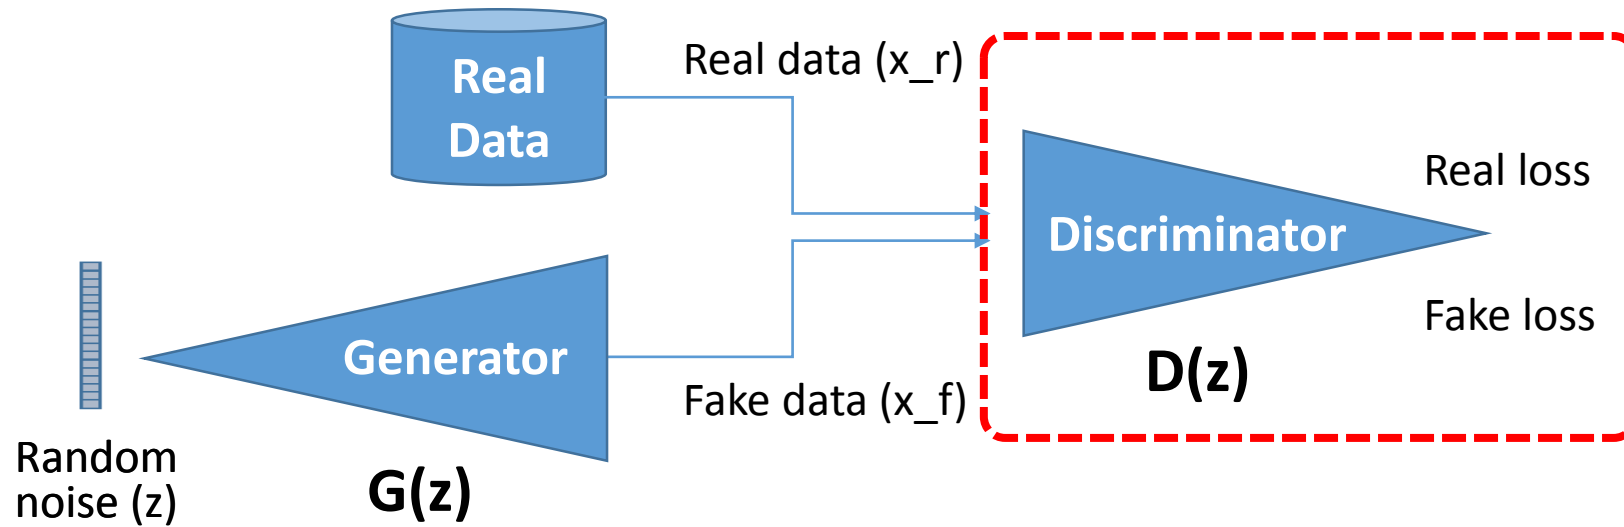 Real
Data
Real data (x_r)
Discriminator
Real loss
Fake loss
D(z)
Generator
Fake data (x_f)
G(z)
Random
noise (z)